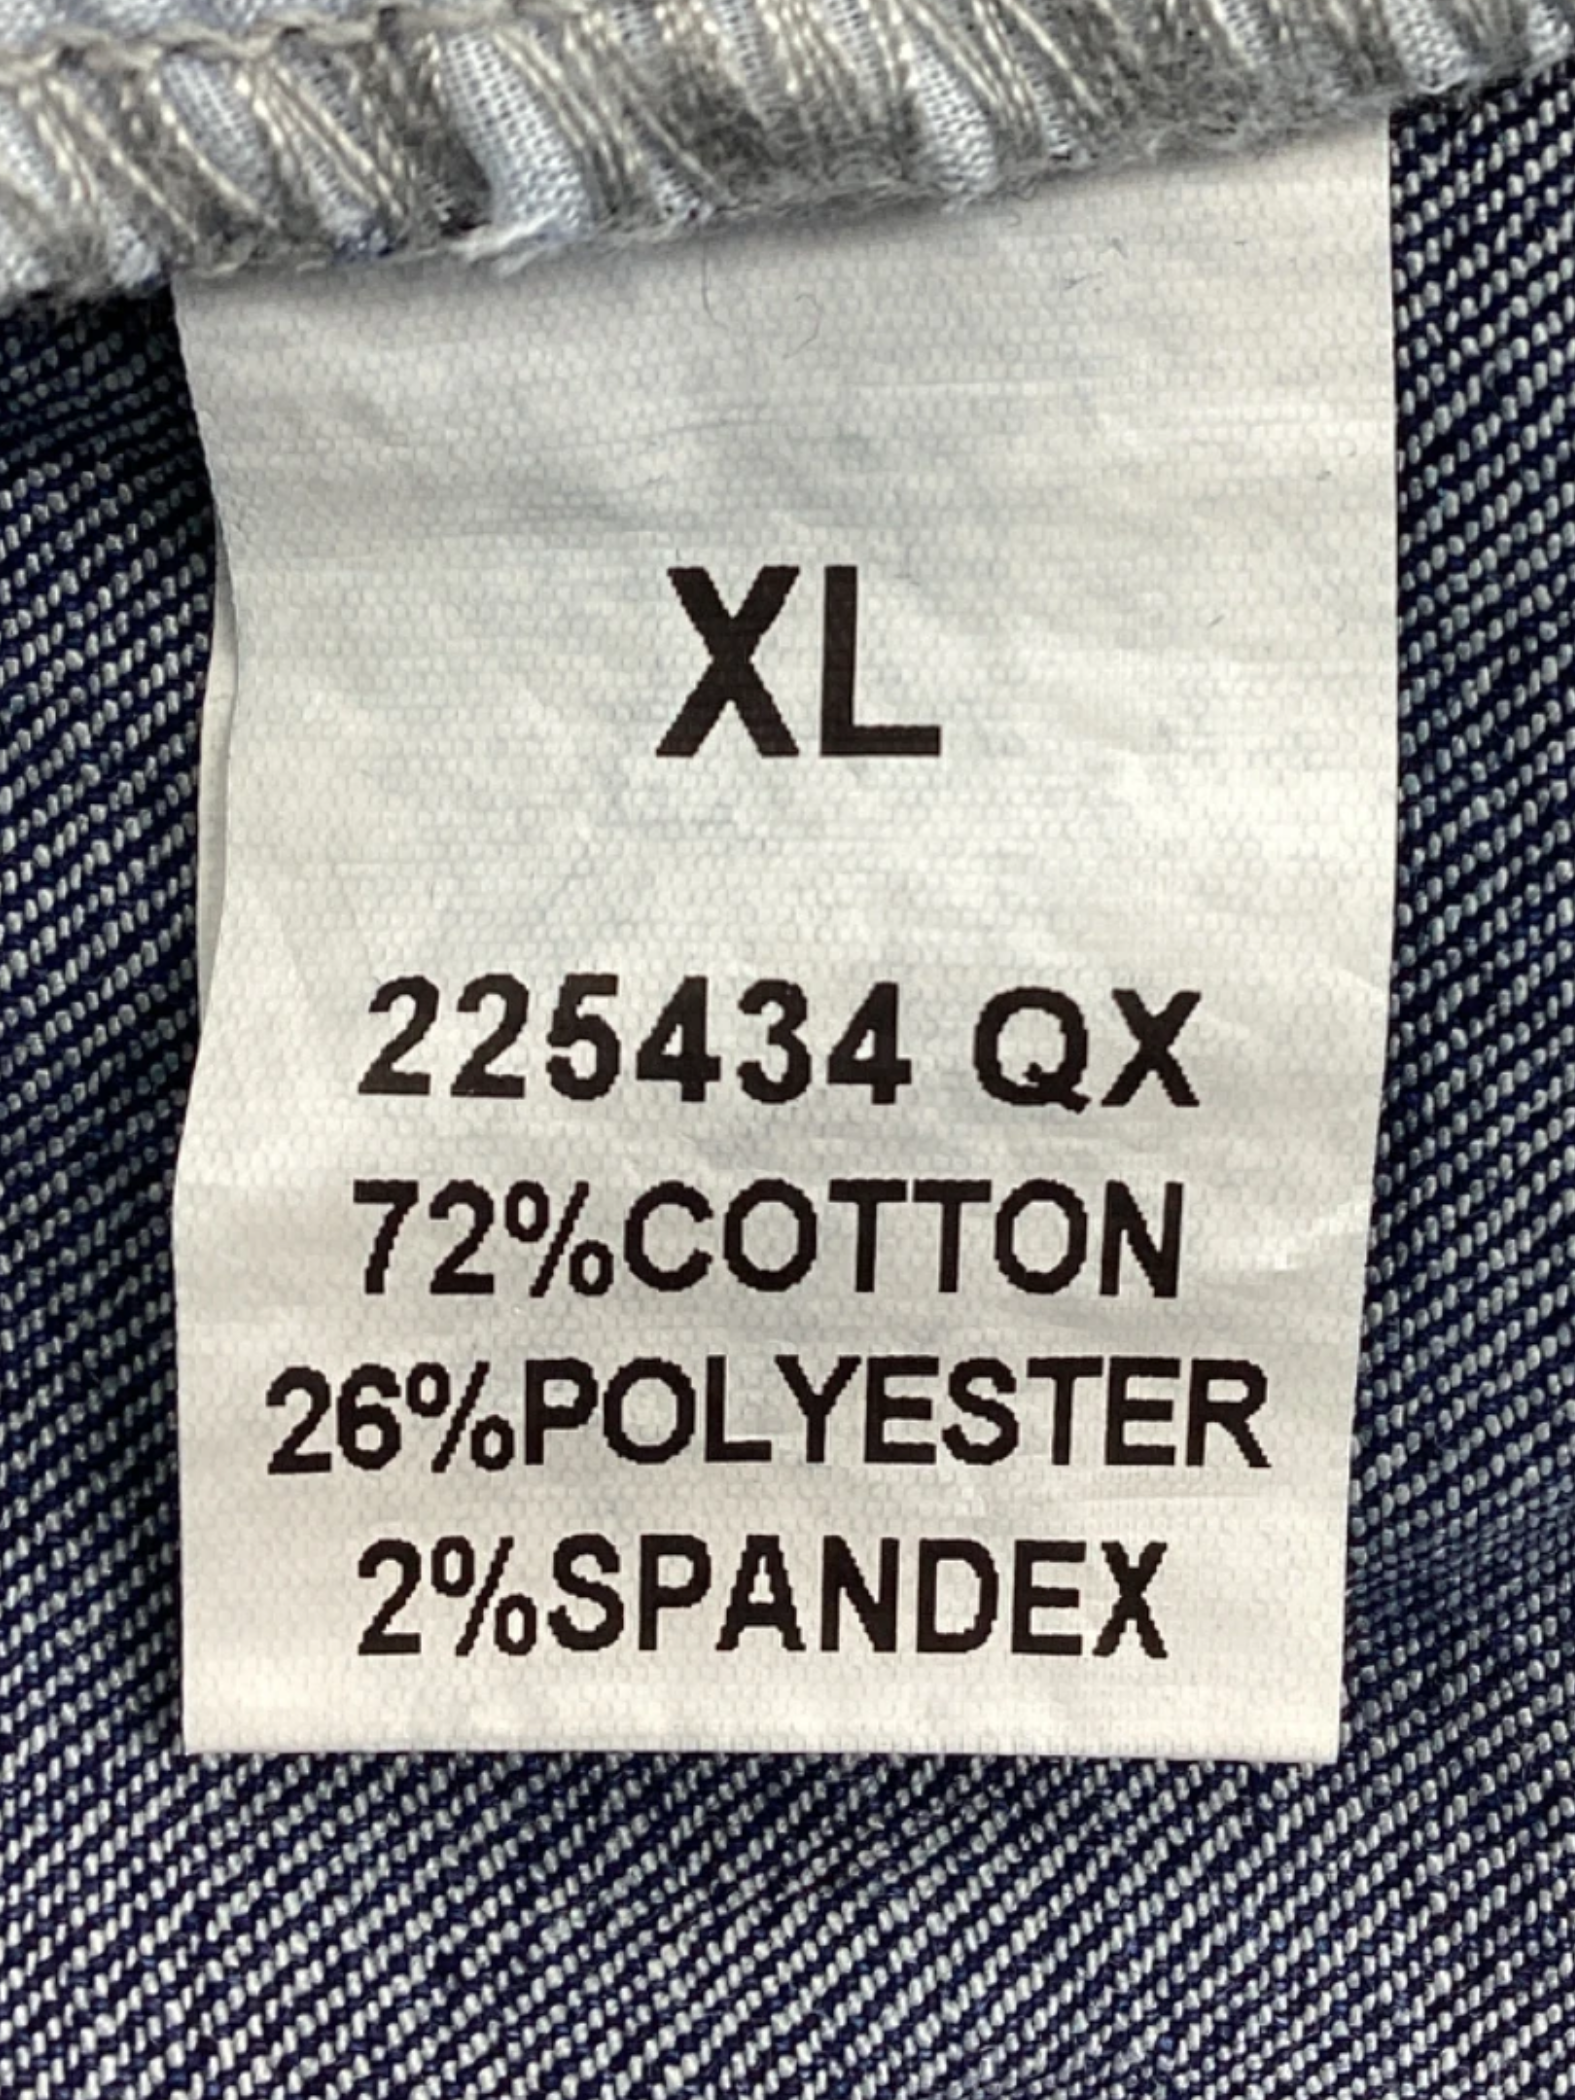 XL
225434 QX
72%COTTON
26%POLYESTER
2%SPANDEX